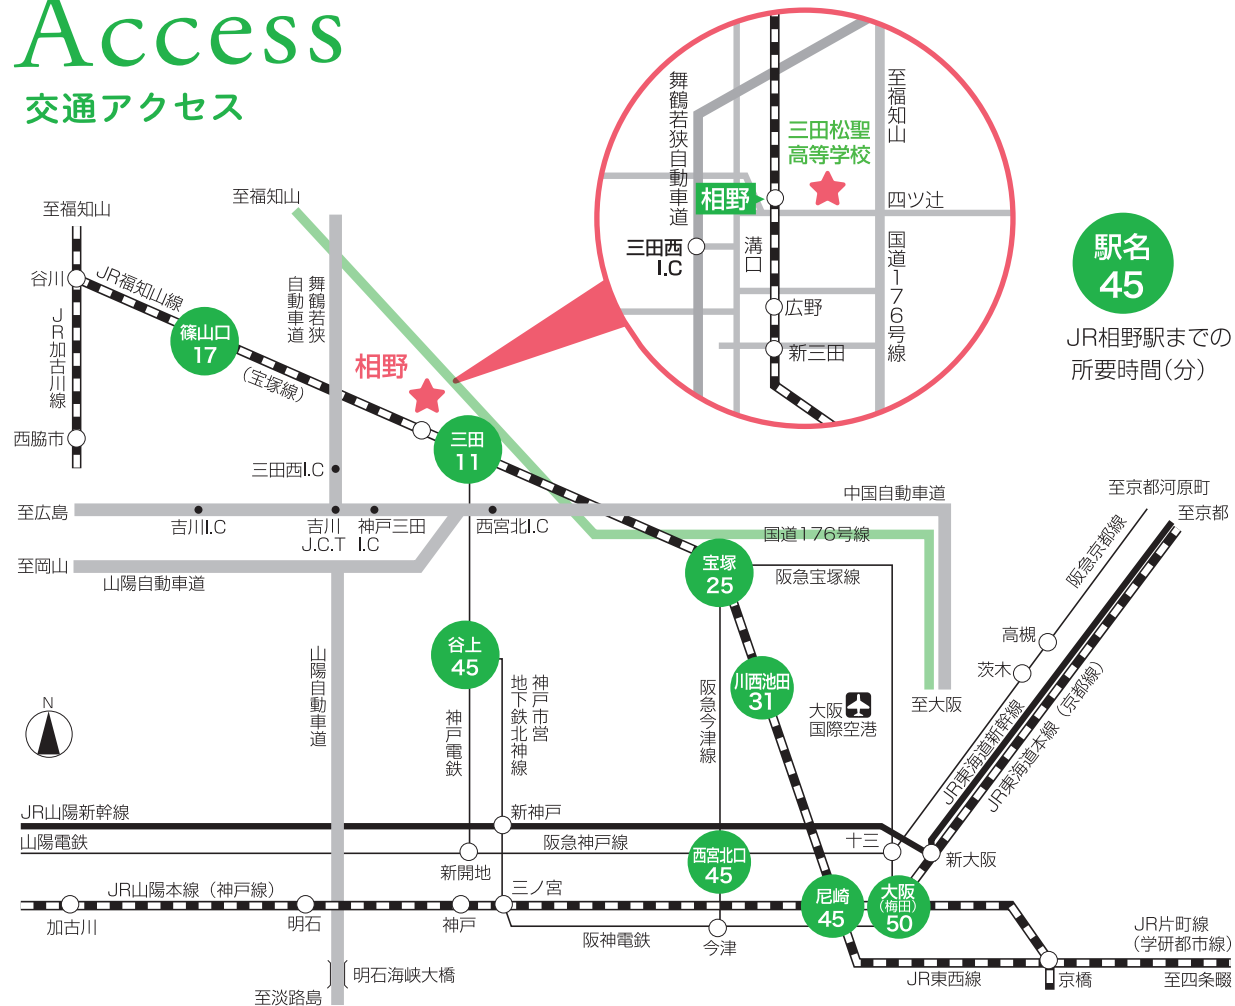 Access
交通アクセス
至福知山
舞鶴若狭自動車道
三田松聖
高等学校
相野
四ツ辻
三田西
I.C
溝口
国道176号線
広野
新三田
駅名
45
JR相野駅までの
所要時間(分)
至福知山
至福知山
谷川
JR福知山線
JR加古川線
篠山口
17
(宝塚線)
舞鶴若狭
自動車道
相野
西脇市
三田
11
三田西I.C
至広島
中国自動車道
吉川I.C
吉川
J.C.T
神戸三田
I.C
西宮北I.C
国道176号線
至京都河原町
至京都
至岡山
山陽自動車道
宝塚
25
阪急宝塚線
阪急京都線
谷上
45
高槻
茨木
山陽自動車道
神戸電鉄
神戸市営
地下鉄北神線
阪急今津線
川西池田
31
大阪
国際空港
至大阪
JR東海道新幹線
JR東海道本線(京都線)
N
JR山陽新幹線
新神戸
山陽電鉄
阪急神戸線
十三
新開地
西宮北口
45
新大阪
JR山陽本線(神戸線)
三ノ宮
尼崎
45
大阪
(梅田)
50
加古川
明石
神戸
阪神電鉄
今津
JR片町線
(学研都市線)
明石海峡大橋
JR東西線
京橋
至四条畷
至淡路島